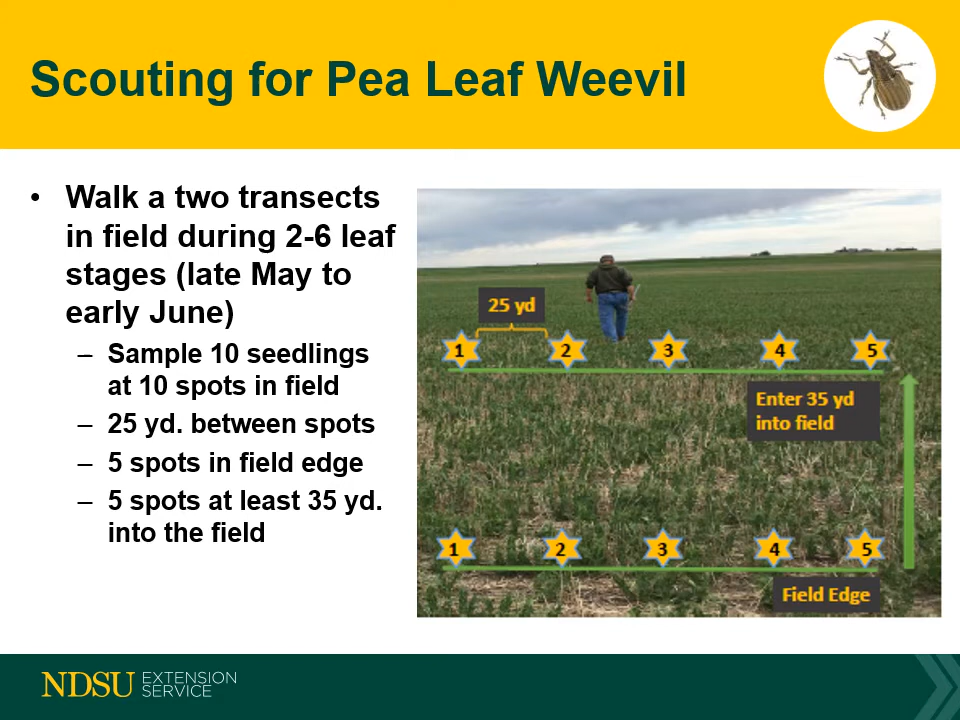 Scouting for Pea Leaf Weevil
• Walk a two transects
in field during 2-6 leaf
stages (late May to
early June)
– Sample 10 seedlings
at 10 spots in field
– 25 yd. between spots
– 5 spots in field edge
– 5 spots at least 35 yd.
into the field
25 yd
1 2 3 4 5
Enter 35 yd
into field
1 2 3 4 5
Field Edge
NDSU EXTENSION
SERVICE